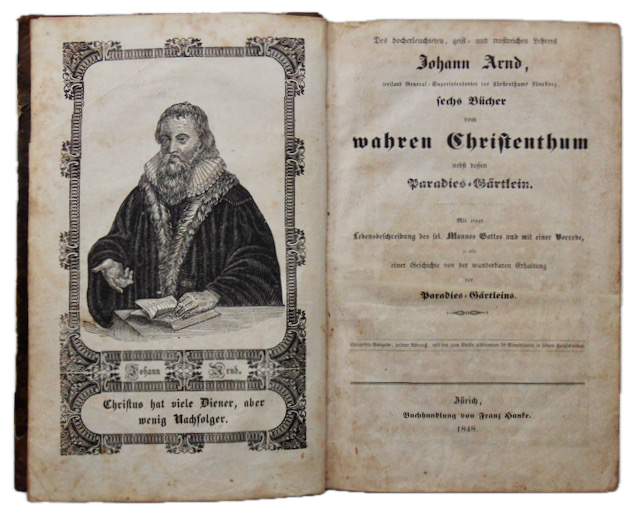 Johann Arnd.
Christus hat viele Diener, aber
wenig Nachfolger.
Des hocherleuchteten, geist- und trostreichen Lehrers
Johann Arnd,
weiland General-Superintendenten des Fürstenthums Lüneburg,
sechs Bücher
vom
wahren Christenthum
nebst dessen
Paradies-Gärtlein.
Mit einer
Lebensbeschreibung des sel. Mannes Gottes und mit einer Vorrede,
einer Geschichte von der wunderbaren Erhaltung
des
Paradies-Gärtleins.
Zürich,
Buchhandlung von Franz Hanke.
1848.